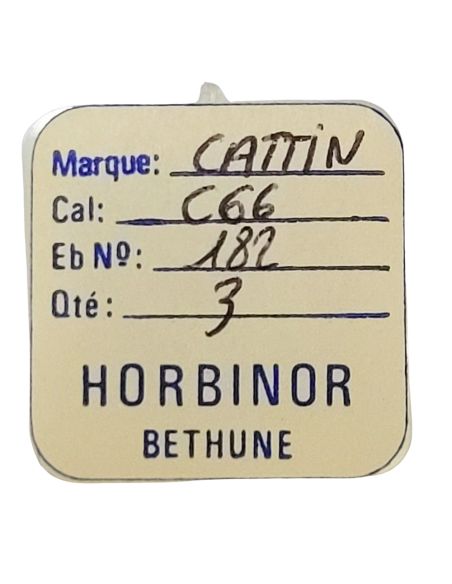 Marque: CATTIN
Cal: C66
Eb Nº: 182
Qté: 3
HORBINOR
BETHUNE